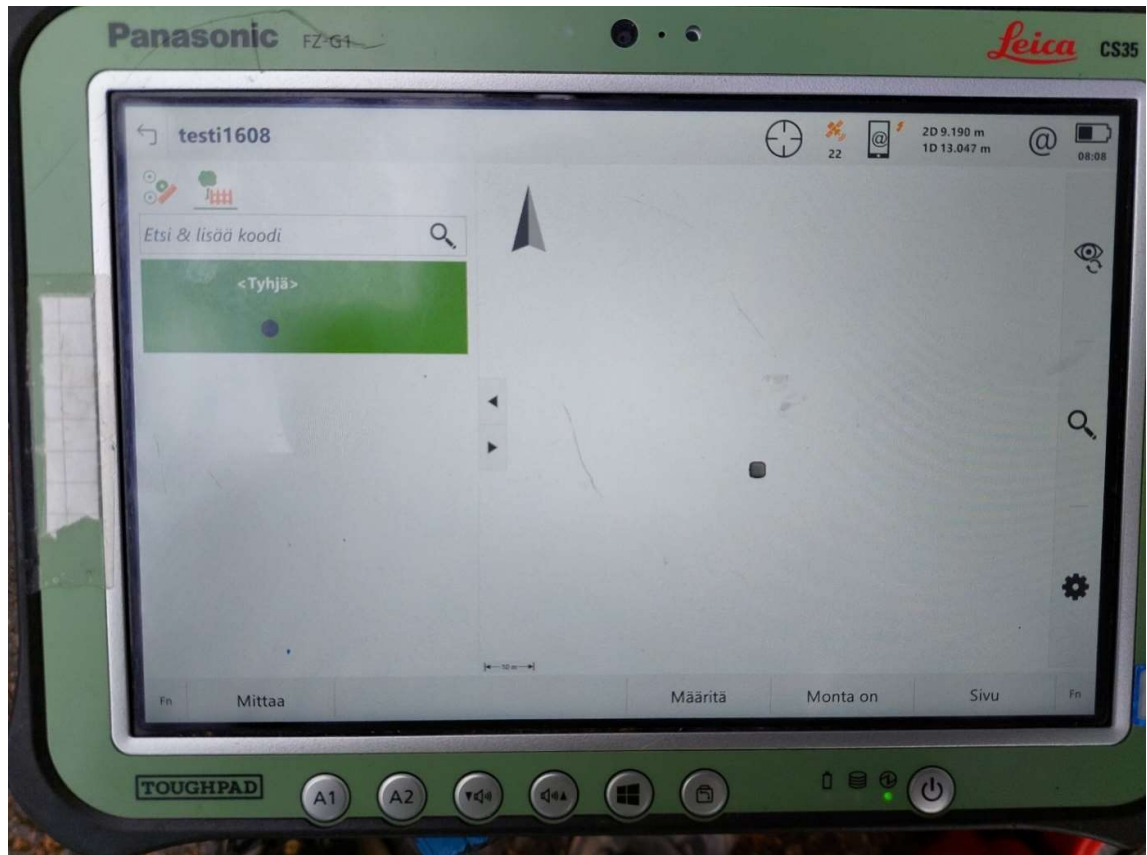 Panasonic FZ-G1
Leica CS35
testi1608
22
@
2D 9.190 m
1D 13.047 m
@
08:08
Etsi & lisää koodi
<Tyhjä>
10 m
Fn
Mittaa
Määritä
Monta on
Sivu
Fn
TOUGHPAD
A1
A2